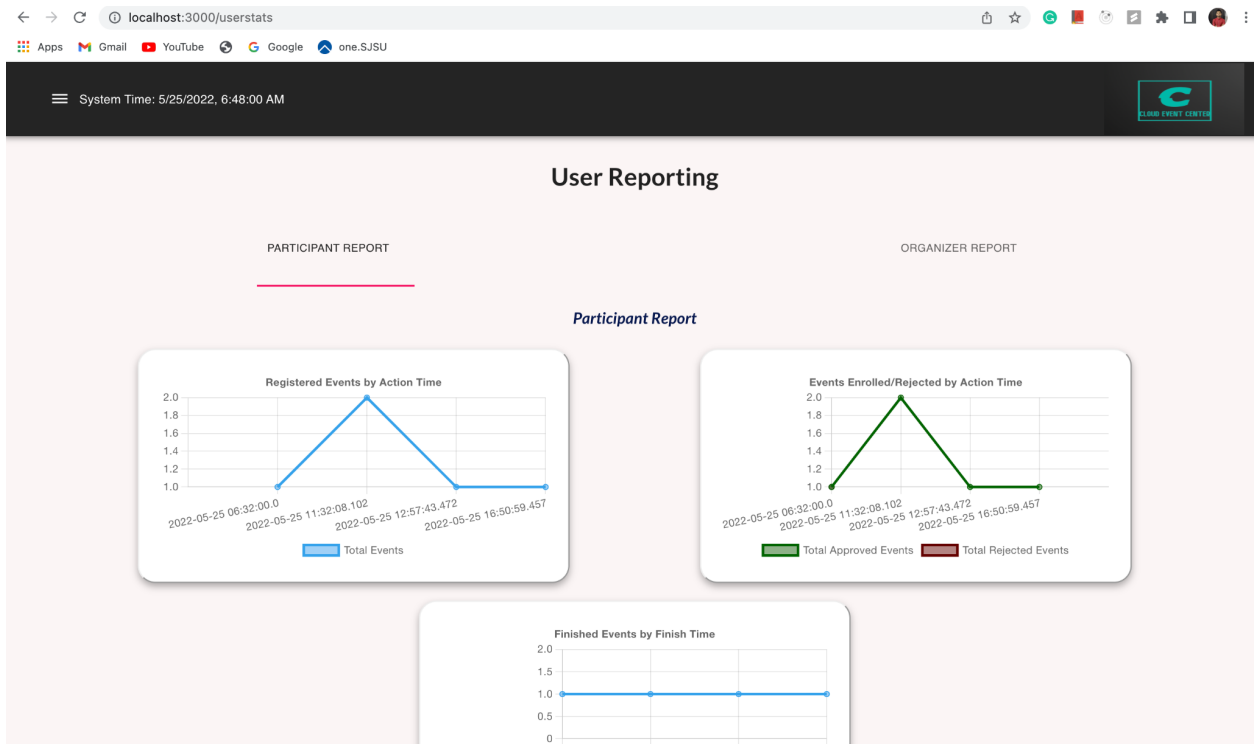 localhost:3000/userstats
Apps Gmail YouTube Google one.SJSU
System Time: 5/25/2022, 6:48:00 AM
CLOUD EVENT CENTER
User Reporting
PARTICIPANT REPORT
ORGANIZER REPORT
Participant Report
Registered Events by Action Time
2.0
1.8
1.6
1.4
1.2
1.0
2022-05-25 06:32:00.0
2022-05-25 11:32:08.102
2022-05-25 12:57:43.472
2022-05-25 16:50:59.457
Total Events
Events Enrolled/Rejected by Action Time
2.0
1.8
1.6
1.4
1.2
1.0
2022-05-25 06:32:00.0
2022-05-25 11:32:08.102
2022-05-25 12:57:43.472
2022-05-25 16:50:59.457
Total Approved Events Total Rejected Events
Finished Events by Finish Time
2.0
1.5
1.0
0.5
0